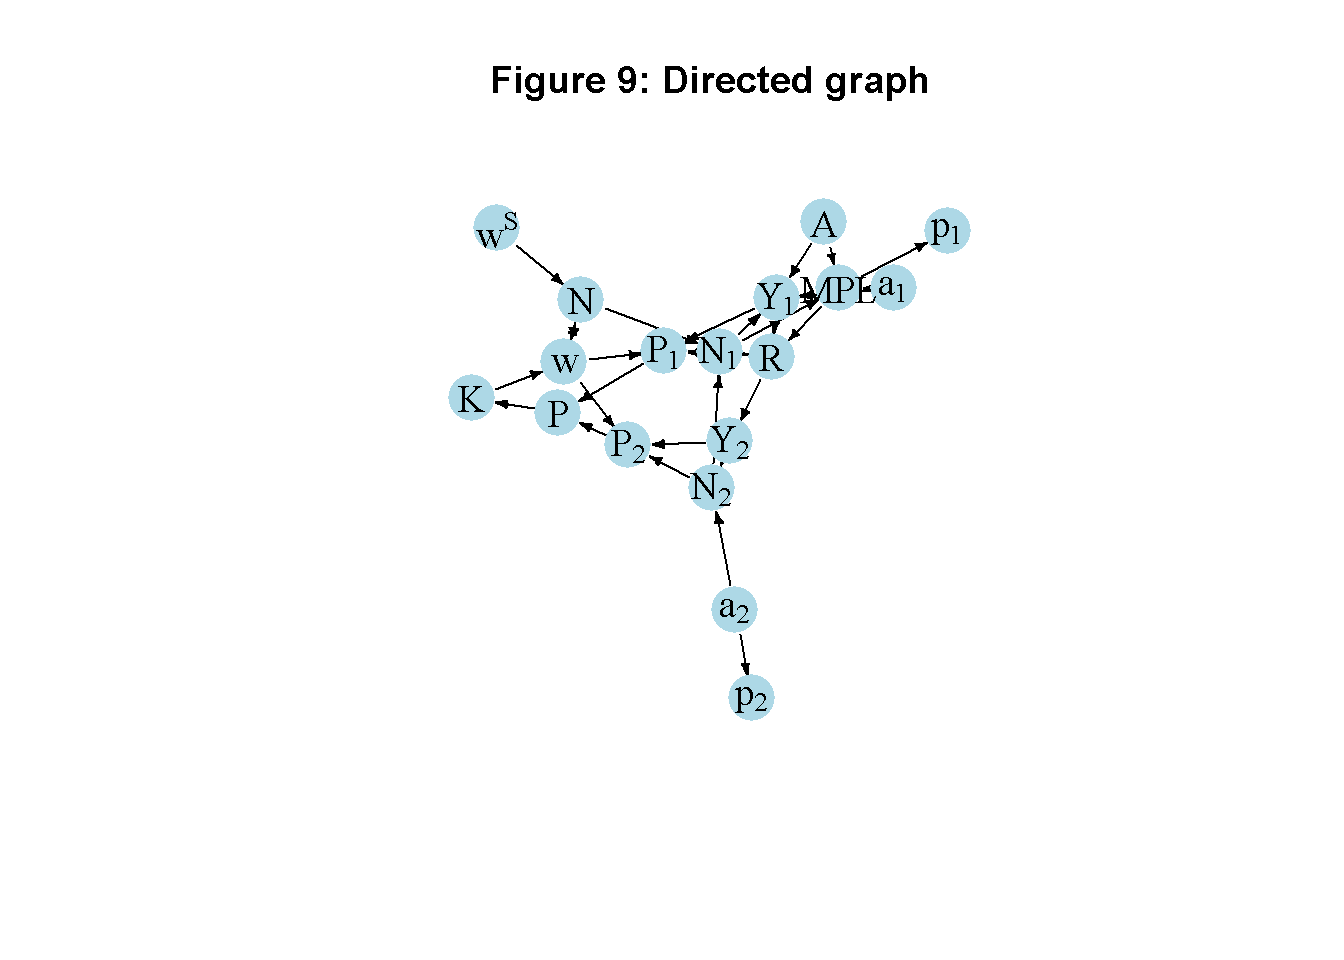 Figure 9: Directed graph
w^S
A
p_1
N
Y_1
MPL
a_1
w
P_1
N_1
R
K
P
P_2
Y_2
N_2
a_2
p_2